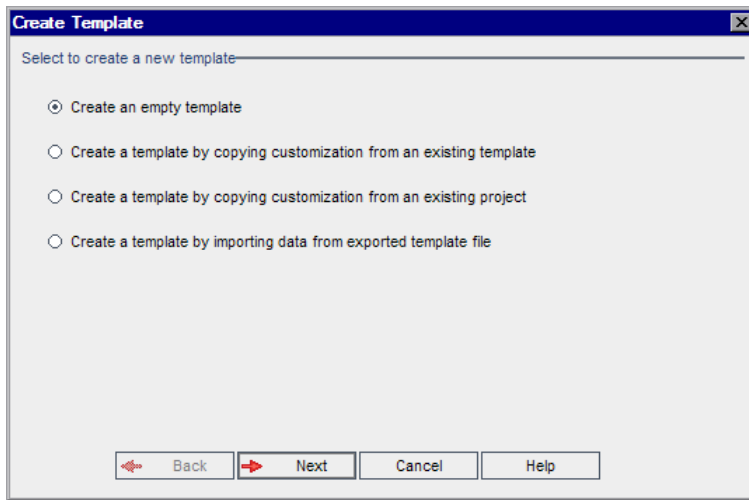 Create Template
Select to create a new template
Create an empty template
Create a template by copying customization from an existing template
Create a template by copying customization from an existing project
Create a template by importing data from exported template file
Back Next Cancel Help